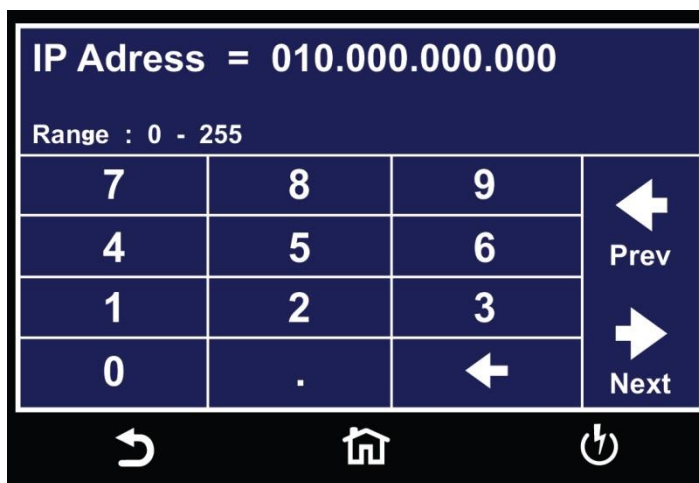 IP Adress = 010.000.000.000
Range : 0 - 255
7 8 9
4 5 6
Prev
1 2 3
0 .
Next